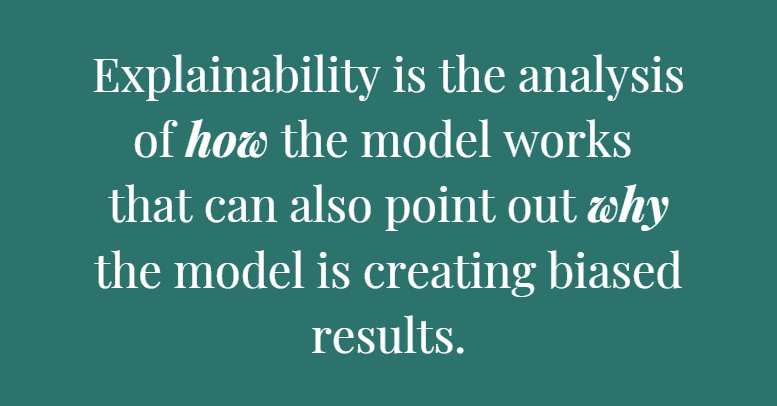 Explainability is the analysis
of how the model works
that can also point out why
the model is creating biased
results.